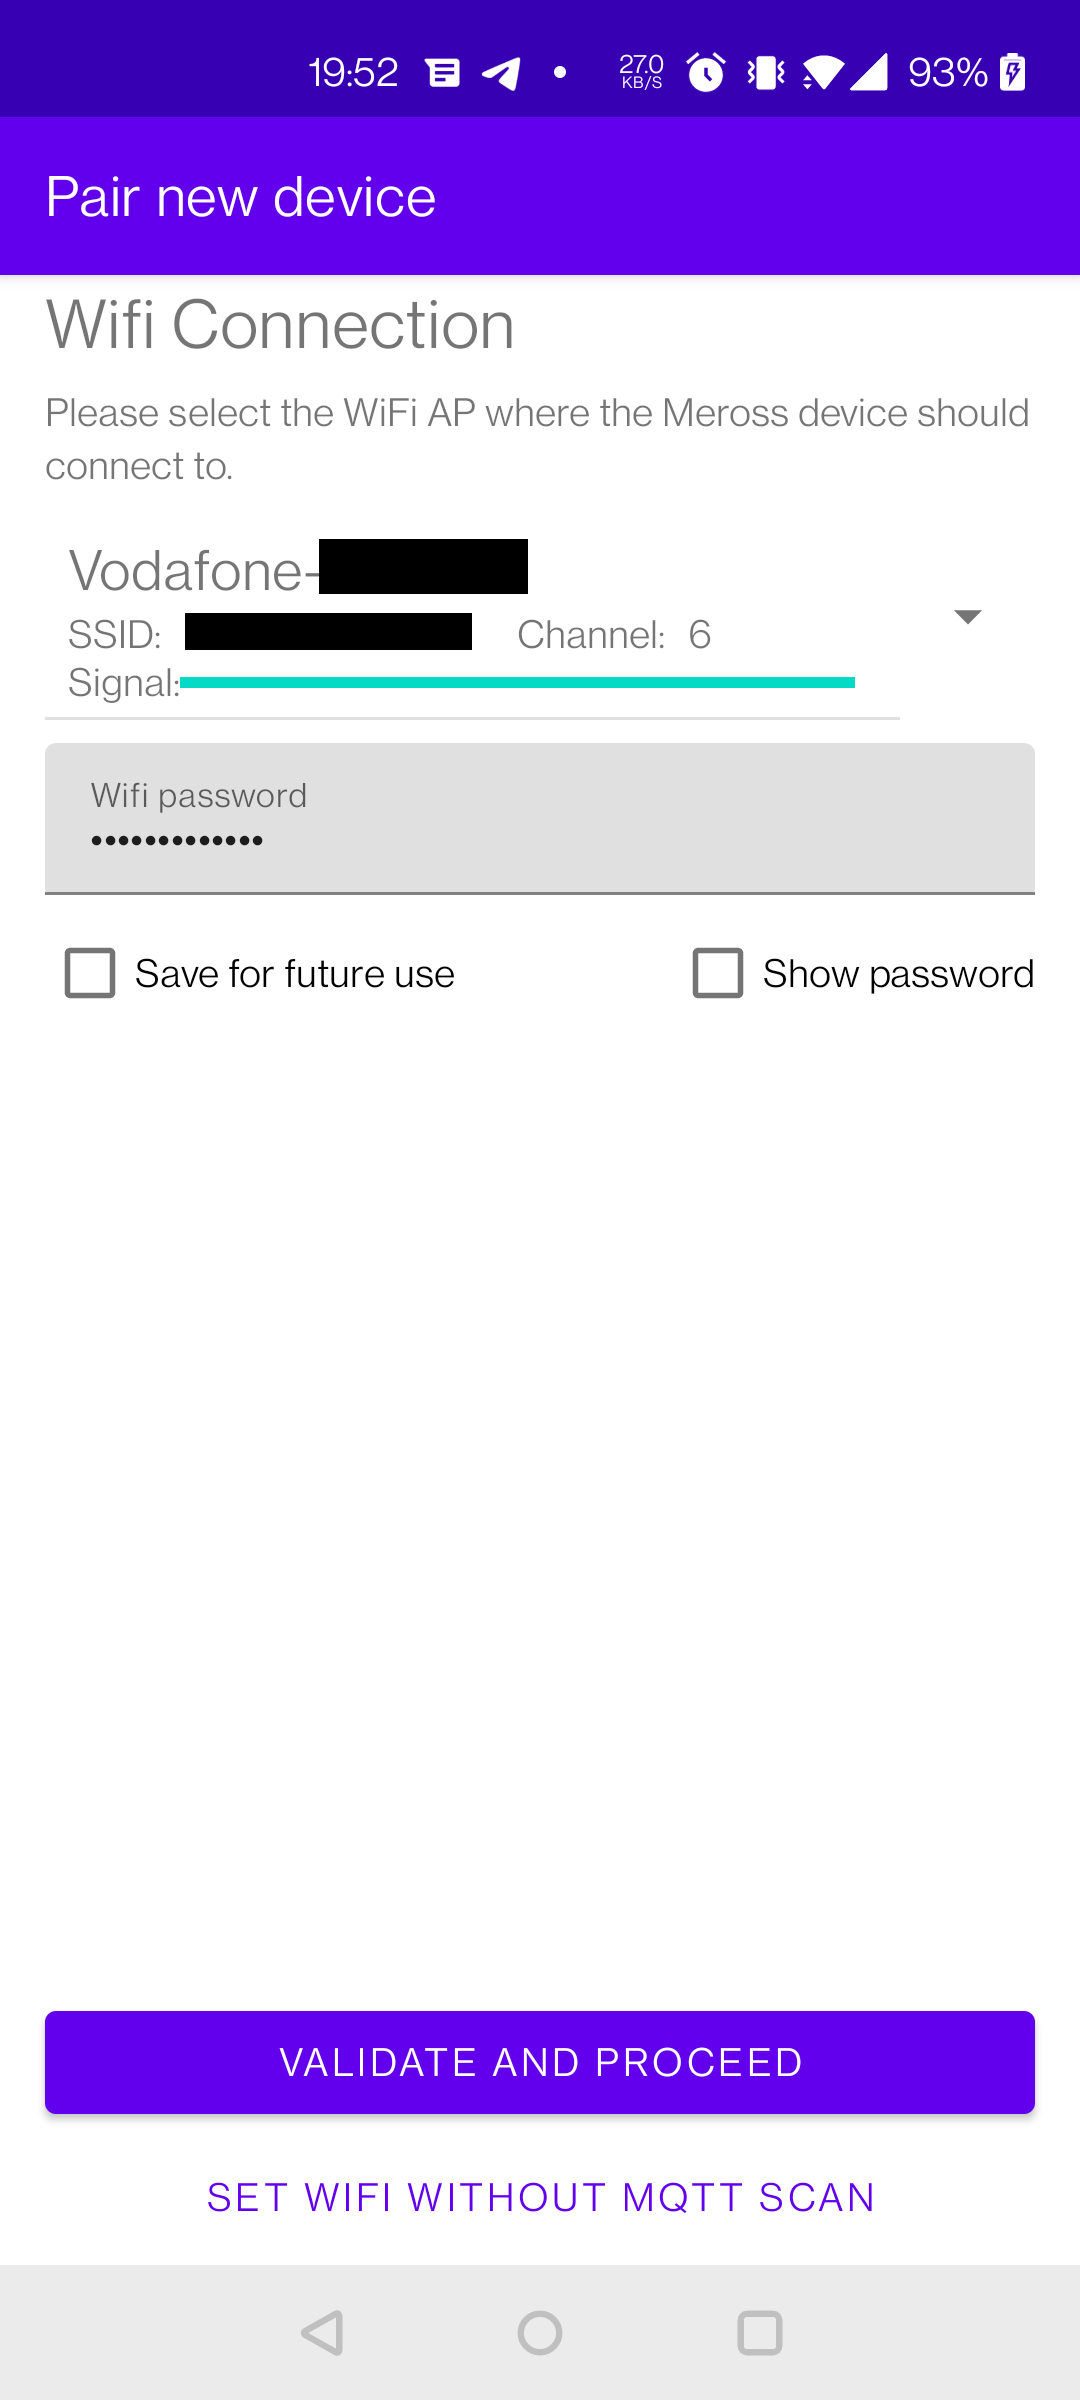 19:52 27.0 KB/S 93%
Pair new device
Wifi Connection
Please select the WiFi AP where the Meross device should
connect to.
Vodafone-
SSID: Channel: 6
Signal:
Wifi password
•••••••••••••
Save for future use Show password
VALIDATE AND PROCEED
SET WIFI WITHOUT MQTT SCAN